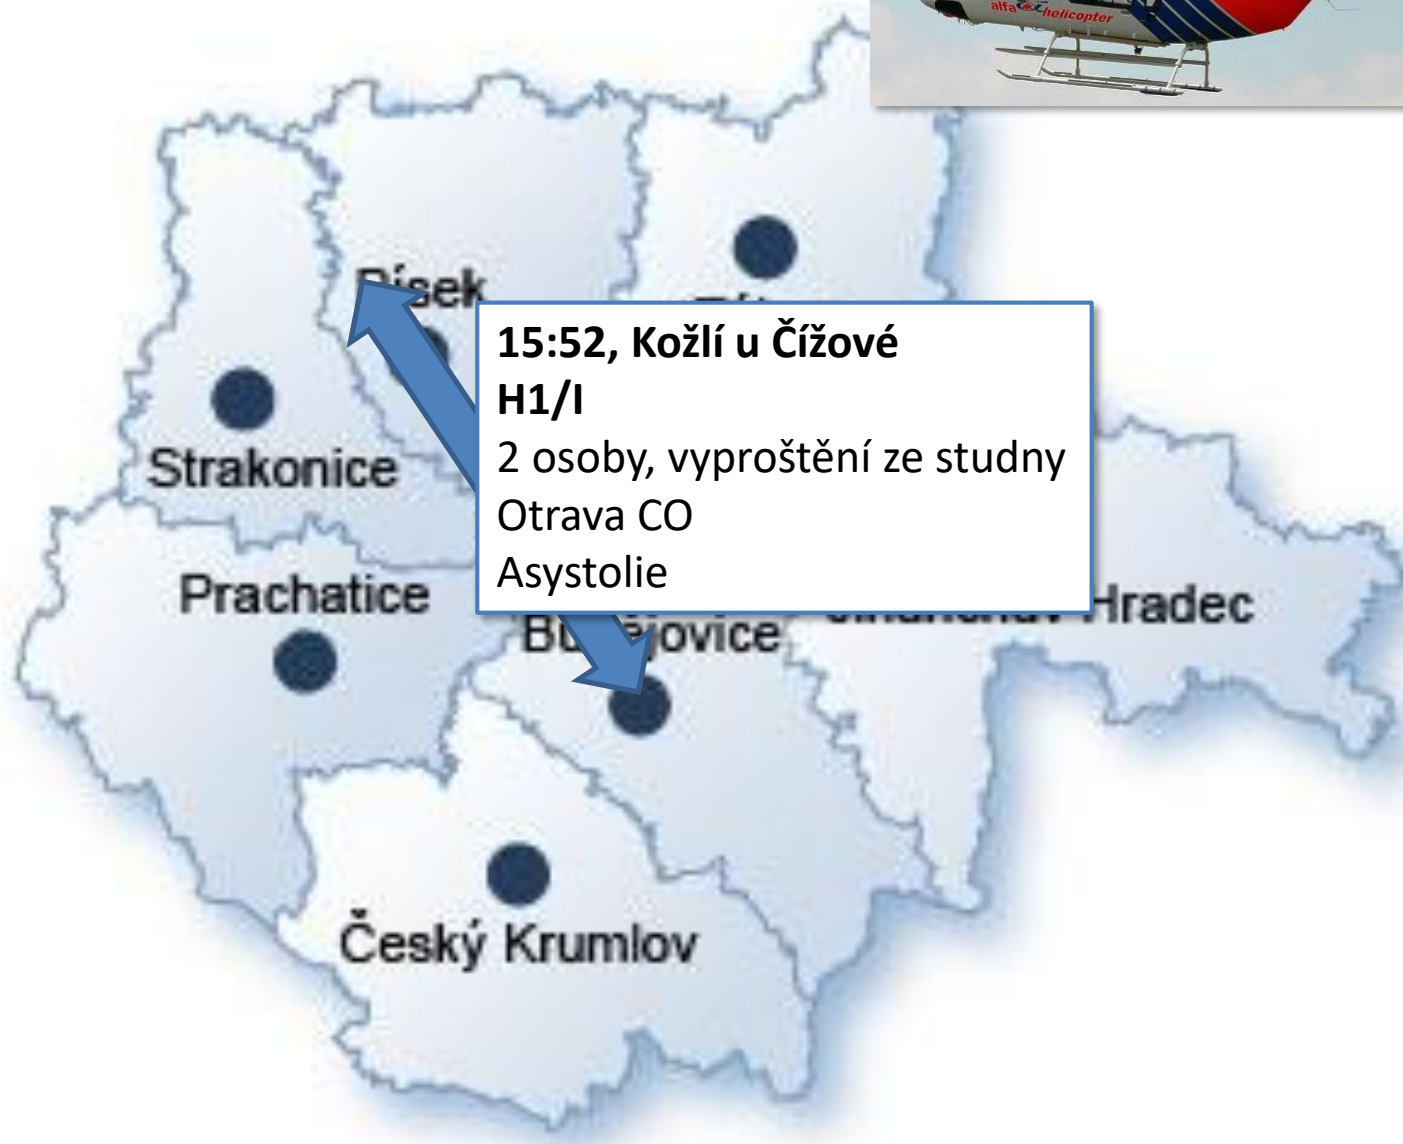 alfa helicopter
Písek
15:52, Kožlí u Čížové
H1/I
2 osoby, vyproštění ze studny
Otrava CO
Asystolie
Strakonice
Prachatice
Hradec
Český Krumlov